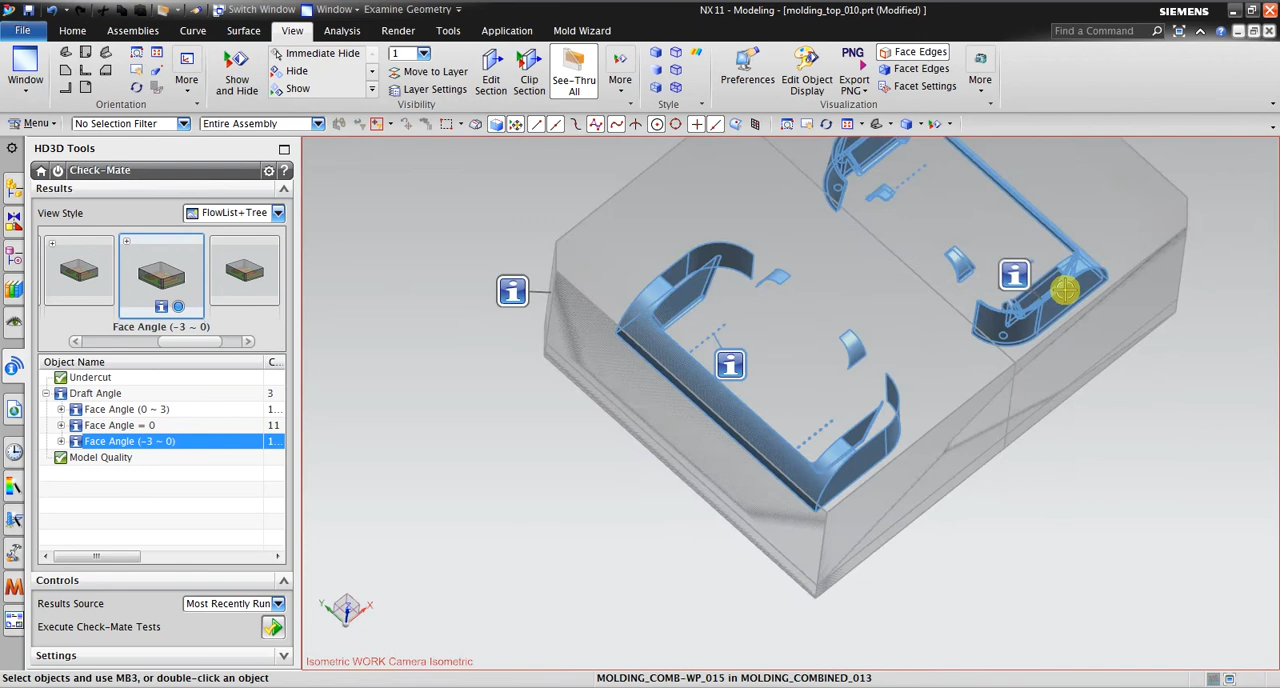 Switch Window Window Examine Geometry
NX 11 - Modeling - [molding_top_010.prt (Modified) ]
SIEMENS
File Home Assemblies Curve Surface View Analysis Render Tools Application Mold Wizard
Find a Command
Window
More
Orientation
Show and Hide
Immediate Hide
Hide
Show
1
Move to Layer
Layer Settings
Visibility
Edit Section
Clip Section
See-Thru All
More
Style
Preferences
Edit Object Display
PNG
Export PNG
Face Edges
Facet Edges
Facet Settings
Visualization
More
Menu No Selection Filter Entire Assembly
HD3D Tools
Check-Mate
Results
View Style FlowList+Tree
Face Angle (-3 ~ 0)
Object Name C...
Undercut
Draft Angle 3
Face Angle (0 ~ 3) 1...
Face Angle = 0 11
Face Angle (-3 ~ 0) 1...
Model Quality
Controls
Results Source Most Recently Run
Execute Check-Mate Tests
Settings
Y X
Isometric WORK Camera Isometric
Select objects and use MB3, or double-click an object
MOLDING_COMB-WP_015 in MOLDING_COMBINED_013